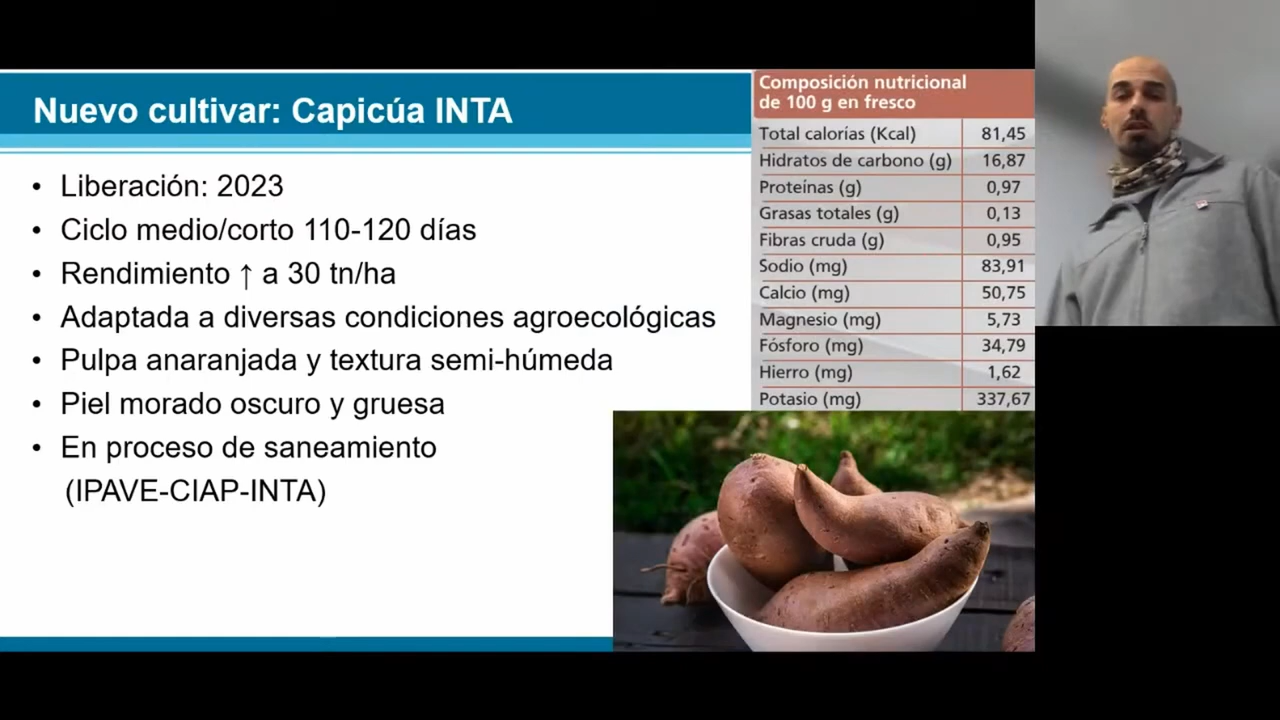 Nuevo cultivar: Capicúa INTA
• Liberación: 2023
• Ciclo medio/corto 110-120 días
• Rendimiento ↑ a 30 tn/ha
• Adaptada a diversas condiciones agroecológicas
• Pulpa anaranjada y textura semi-húmeda
• Piel morado oscuro y gruesa
• En proceso de saneamiento
(IPAVE-CIAP-INTA)
Composición nutricional
de 100 g en fresco
Total calorías (Kcal) 81,45
Hidratos de carbono (g) 16,87
Proteínas (g) 0,97
Grasas totales (g) 0,13
Fibras cruda (g) 0,95
Sodio (mg) 83,91
Calcio (mg) 50,75
Magnesio (mg) 5,73
Fósforo (mg) 34,79
Hierro (mg) 1,62
Potasio (mg) 337,67